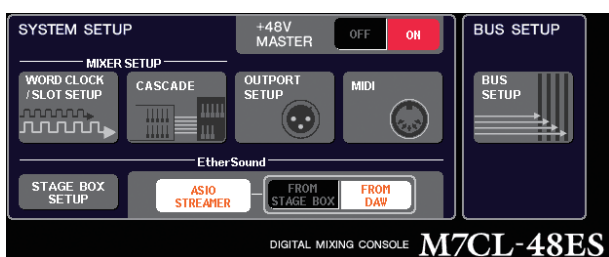 SYSTEM SETUP
+48V
MASTER
OFF
ON
BUS SETUP
MIXER SETUP
WORD CLOCK
/SLOT SETUP
CASCADE
OUTPORT
SETUP
MIDI
BUS
SETUP
EtherSound
STAGE BOX
SETUP
ASIO
STREAMER
FROM
STAGE BOX
FROM
DAW
DIGITAL MIXING CONSOLE M7CL-48ES